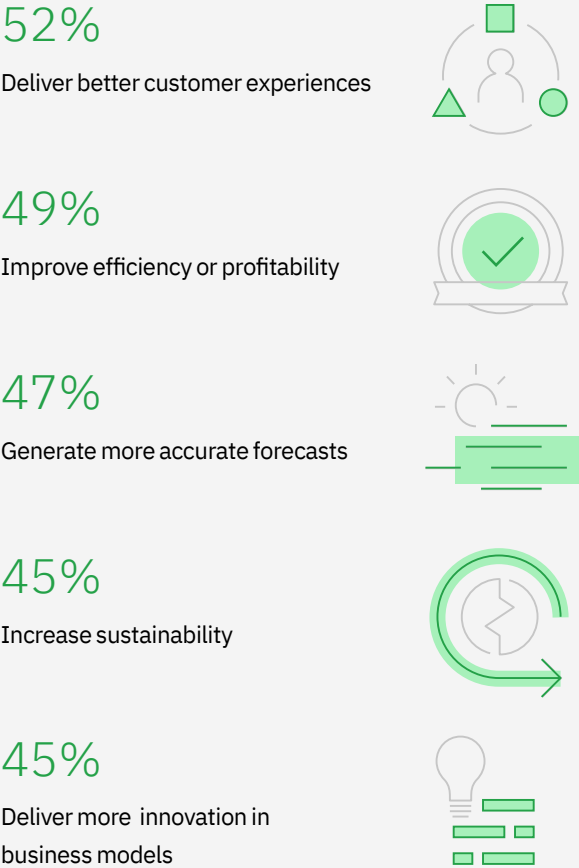 52%
Deliver better customer experiences
49%
Improve efficiency or profitability
47%
Generate more accurate forecasts
45%
Increase sustainability
45%
Deliver more innovation in
business models